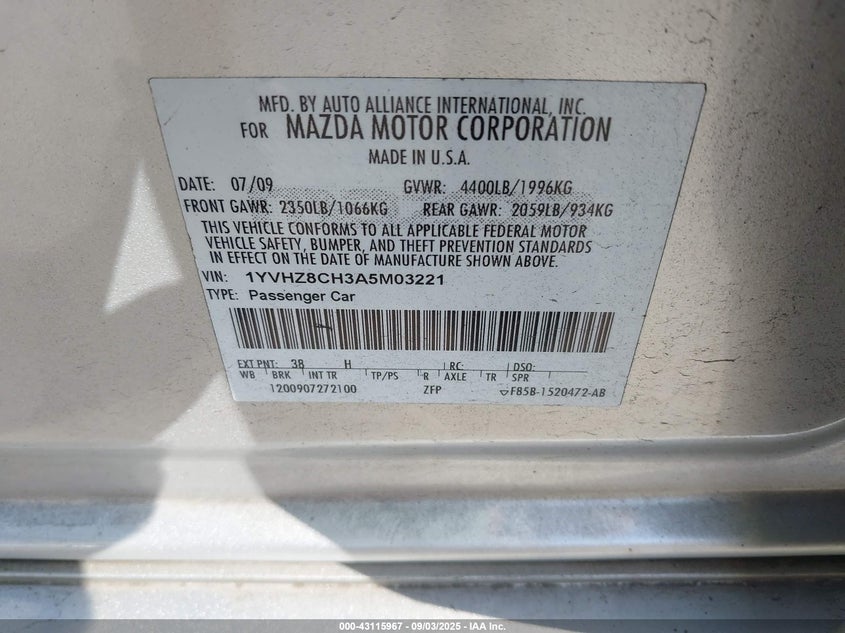 MFD. BY AUTO ALLIANCE INTERNATIONAL, INC.
FOR MAZDA MOTOR CORPORATION
MADE IN U.S.A.
DATE: 07/09 GVWR: 4400LB/1996KG
FRONT GAWR: 2350LB/1066KG REAR GAWR: 2059LB/934KG
THIS VEHICLE CONFORMS TO ALL APPLICABLE FEDERAL MOTOR
VEHICLE SAFETY, BUMPER, AND THEFT PREVENTION STANDARDS
IN EFFECT ON THE DATE OF MANUFACTURE SHOWN ABOVE.
VIN: 1YVHZ8CH3A5M03221
TYPE: Passenger Car
EXT PNT: 38 H RC: DSO:
WB BRK INT TR TP/PS R AXLE TR SPR
1200907272100 ZFP F85B-1520472-AB
000-43115967 - 09/03/2025 - IAA Inc.